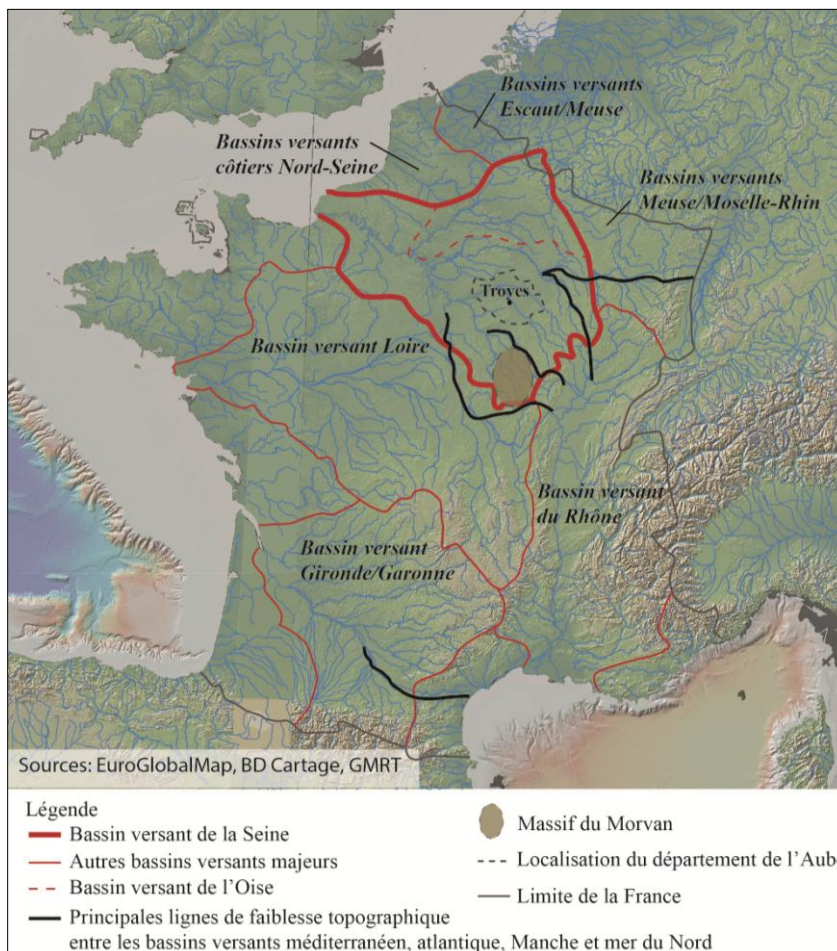 Bassins versants
Escaut/Meuse
Bassins versants
côtiers Nord-Seine
Bassins versants
Meuse/Moselle-Rhin
Troyes
Bassin versant Loire
Bassin versant
du Rhône
Bassin versant
Gironde/Garonne
Sources: EuroGlobalMap, BD Cartage, GMRT
Légende
Bassin versant de la Seine
Autres bassins versants majeurs
Bassin versant de l'Oise
Principales lignes de faiblesse topographique
entre les bassins versants méditerranéen, atlantique, Manche et mer du Nord
Massif du Morvan
Localisation du département de l'Aub
Limite de la France